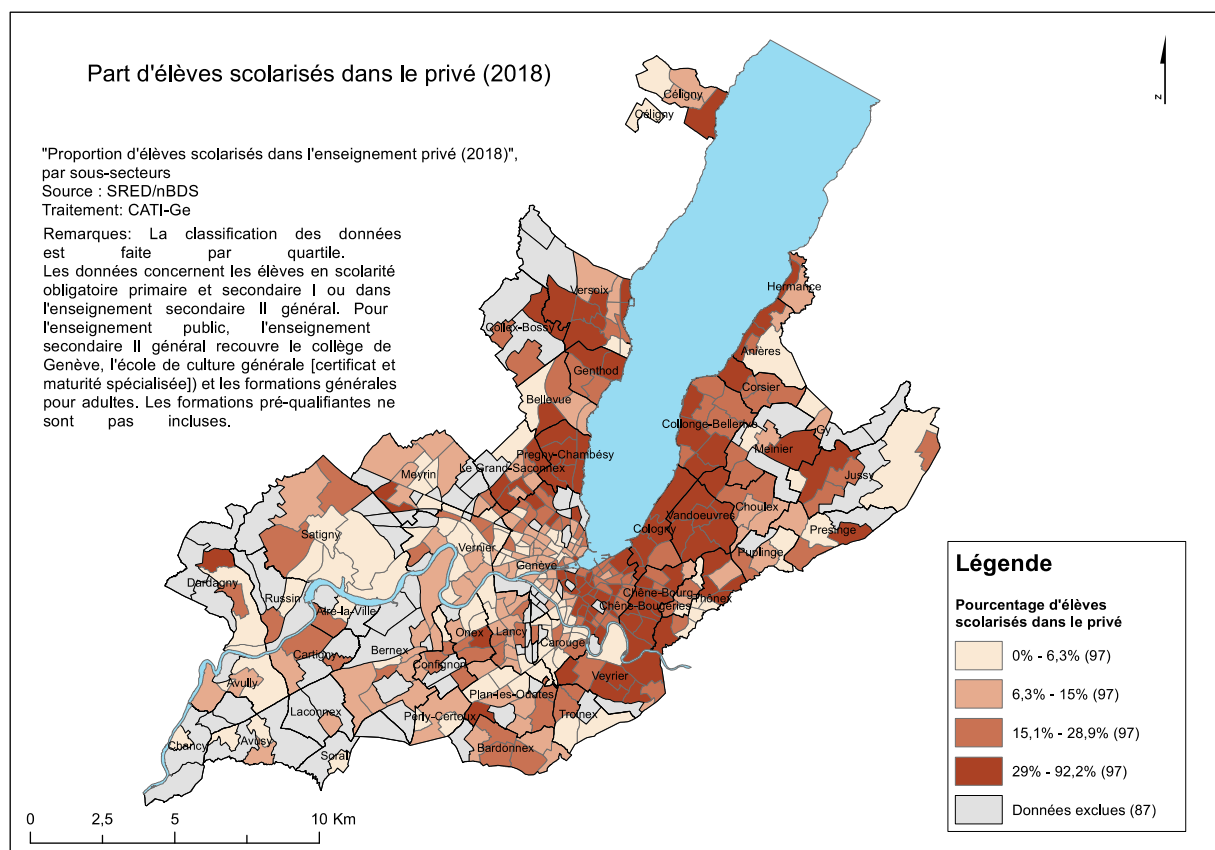 Part d'élèves scolarisés dans le privé (2018)
"Proportion d'élèves scolarisés dans l'enseignement privé (2018)",
par sous-secteurs
Source : SRED/nBDS
Traitement: CATI-Ge
Remarques: La classification des données
est faite par quartile.
Les données concernent les élèves en scolarité
obligatoire primaire et secondaire I ou dans
l'enseignement secondaire II général. Pour
l'enseignement public, l'enseignement
secondaire II général recouvre le collège de
Genève, l'école de culture générale [certificat et
maturité spécialisée]) et les formations générales
pour adultes. Les formations pré-qualifiantes ne
sont pas incluses.
z
Céligny
Céligny
Versoix
Hermance
Collex-Bossy
Anières
Genthod
Corsier
Bellevue
Collonge-Bellerive
Gy
Meinier
Pregny-Chambésy
Le Grand-Saconnex
Meyrin
Jussy
Choulex
Vandoeuvres
Cologny
Presinge
Satigny
Vernier
Puplinge
Genève
Dardagny
Russin
Aire-la-Ville
Chêne-Bourg
Thônex
Chêne-Bougeries
Onex
Lancy
Carouge
Bernex
Cartigny
Confignon
Veyrier
Avully
Plan-les-Ouates
Laconnex
Perly-Certoux
Troinex
Chancy
Avusy
Soral
Bardonnex
Légende
Pourcentage d'élèves
scolarisés dans le privé
0% - 6,3% (97)
6,3% - 15% (97)
15,1% - 28,9% (97)
29% - 92,2% (97)
Données exclues (87)
0 2,5 5 10 Km